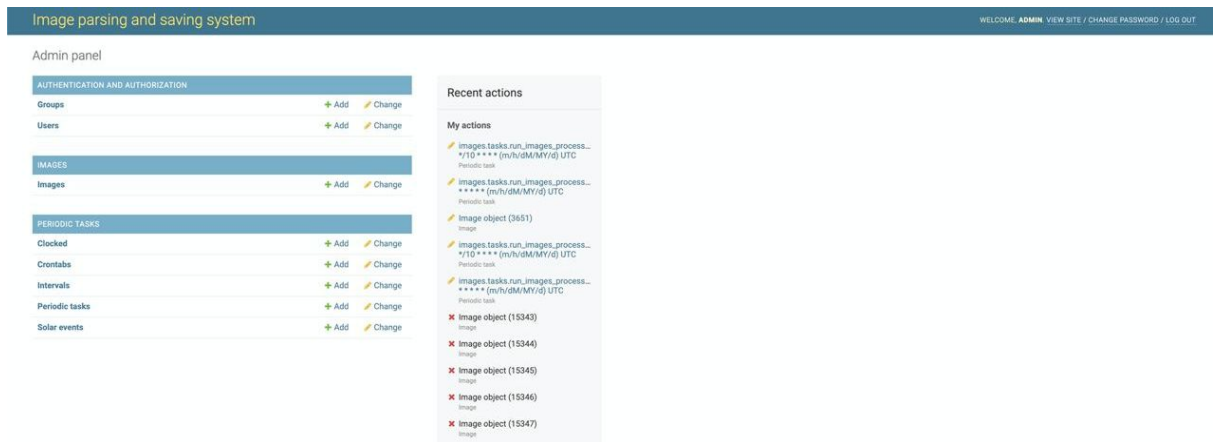 Image parsing and saving system
WELCOME, ADMIN. VIEW SITE / CHANGE PASSWORD / LOG OUT
Admin panel
AUTHENTICATION AND AUTHORIZATION
Groups + Add Change
Users + Add Change
IMAGES
Images + Add Change
PERIODIC TASKS
Clocked + Add Change
Crontabs + Add Change
Intervals + Add Change
Periodic tasks + Add Change
Solar events + Add Change
Recent actions
My actions
images.tasks.run_images_process...
*/10 * * * * (m/h/dM/MY/d) UTC
Periodic task
images.tasks.run_images_process...
* * * * * (m/h/dM/MY/d) UTC
Periodic task
Image object (3651)
Image
images.tasks.run_images_process...
*/10 * * * * (m/h/dM/MY/d) UTC
Periodic task
images.tasks.run_images_process...
* * * * * (m/h/dM/MY/d) UTC
Periodic task
Image object (15343)
Image
Image object (15344)
Image
Image object (15345)
Image
Image object (15346)
Image
Image object (15347)
Image